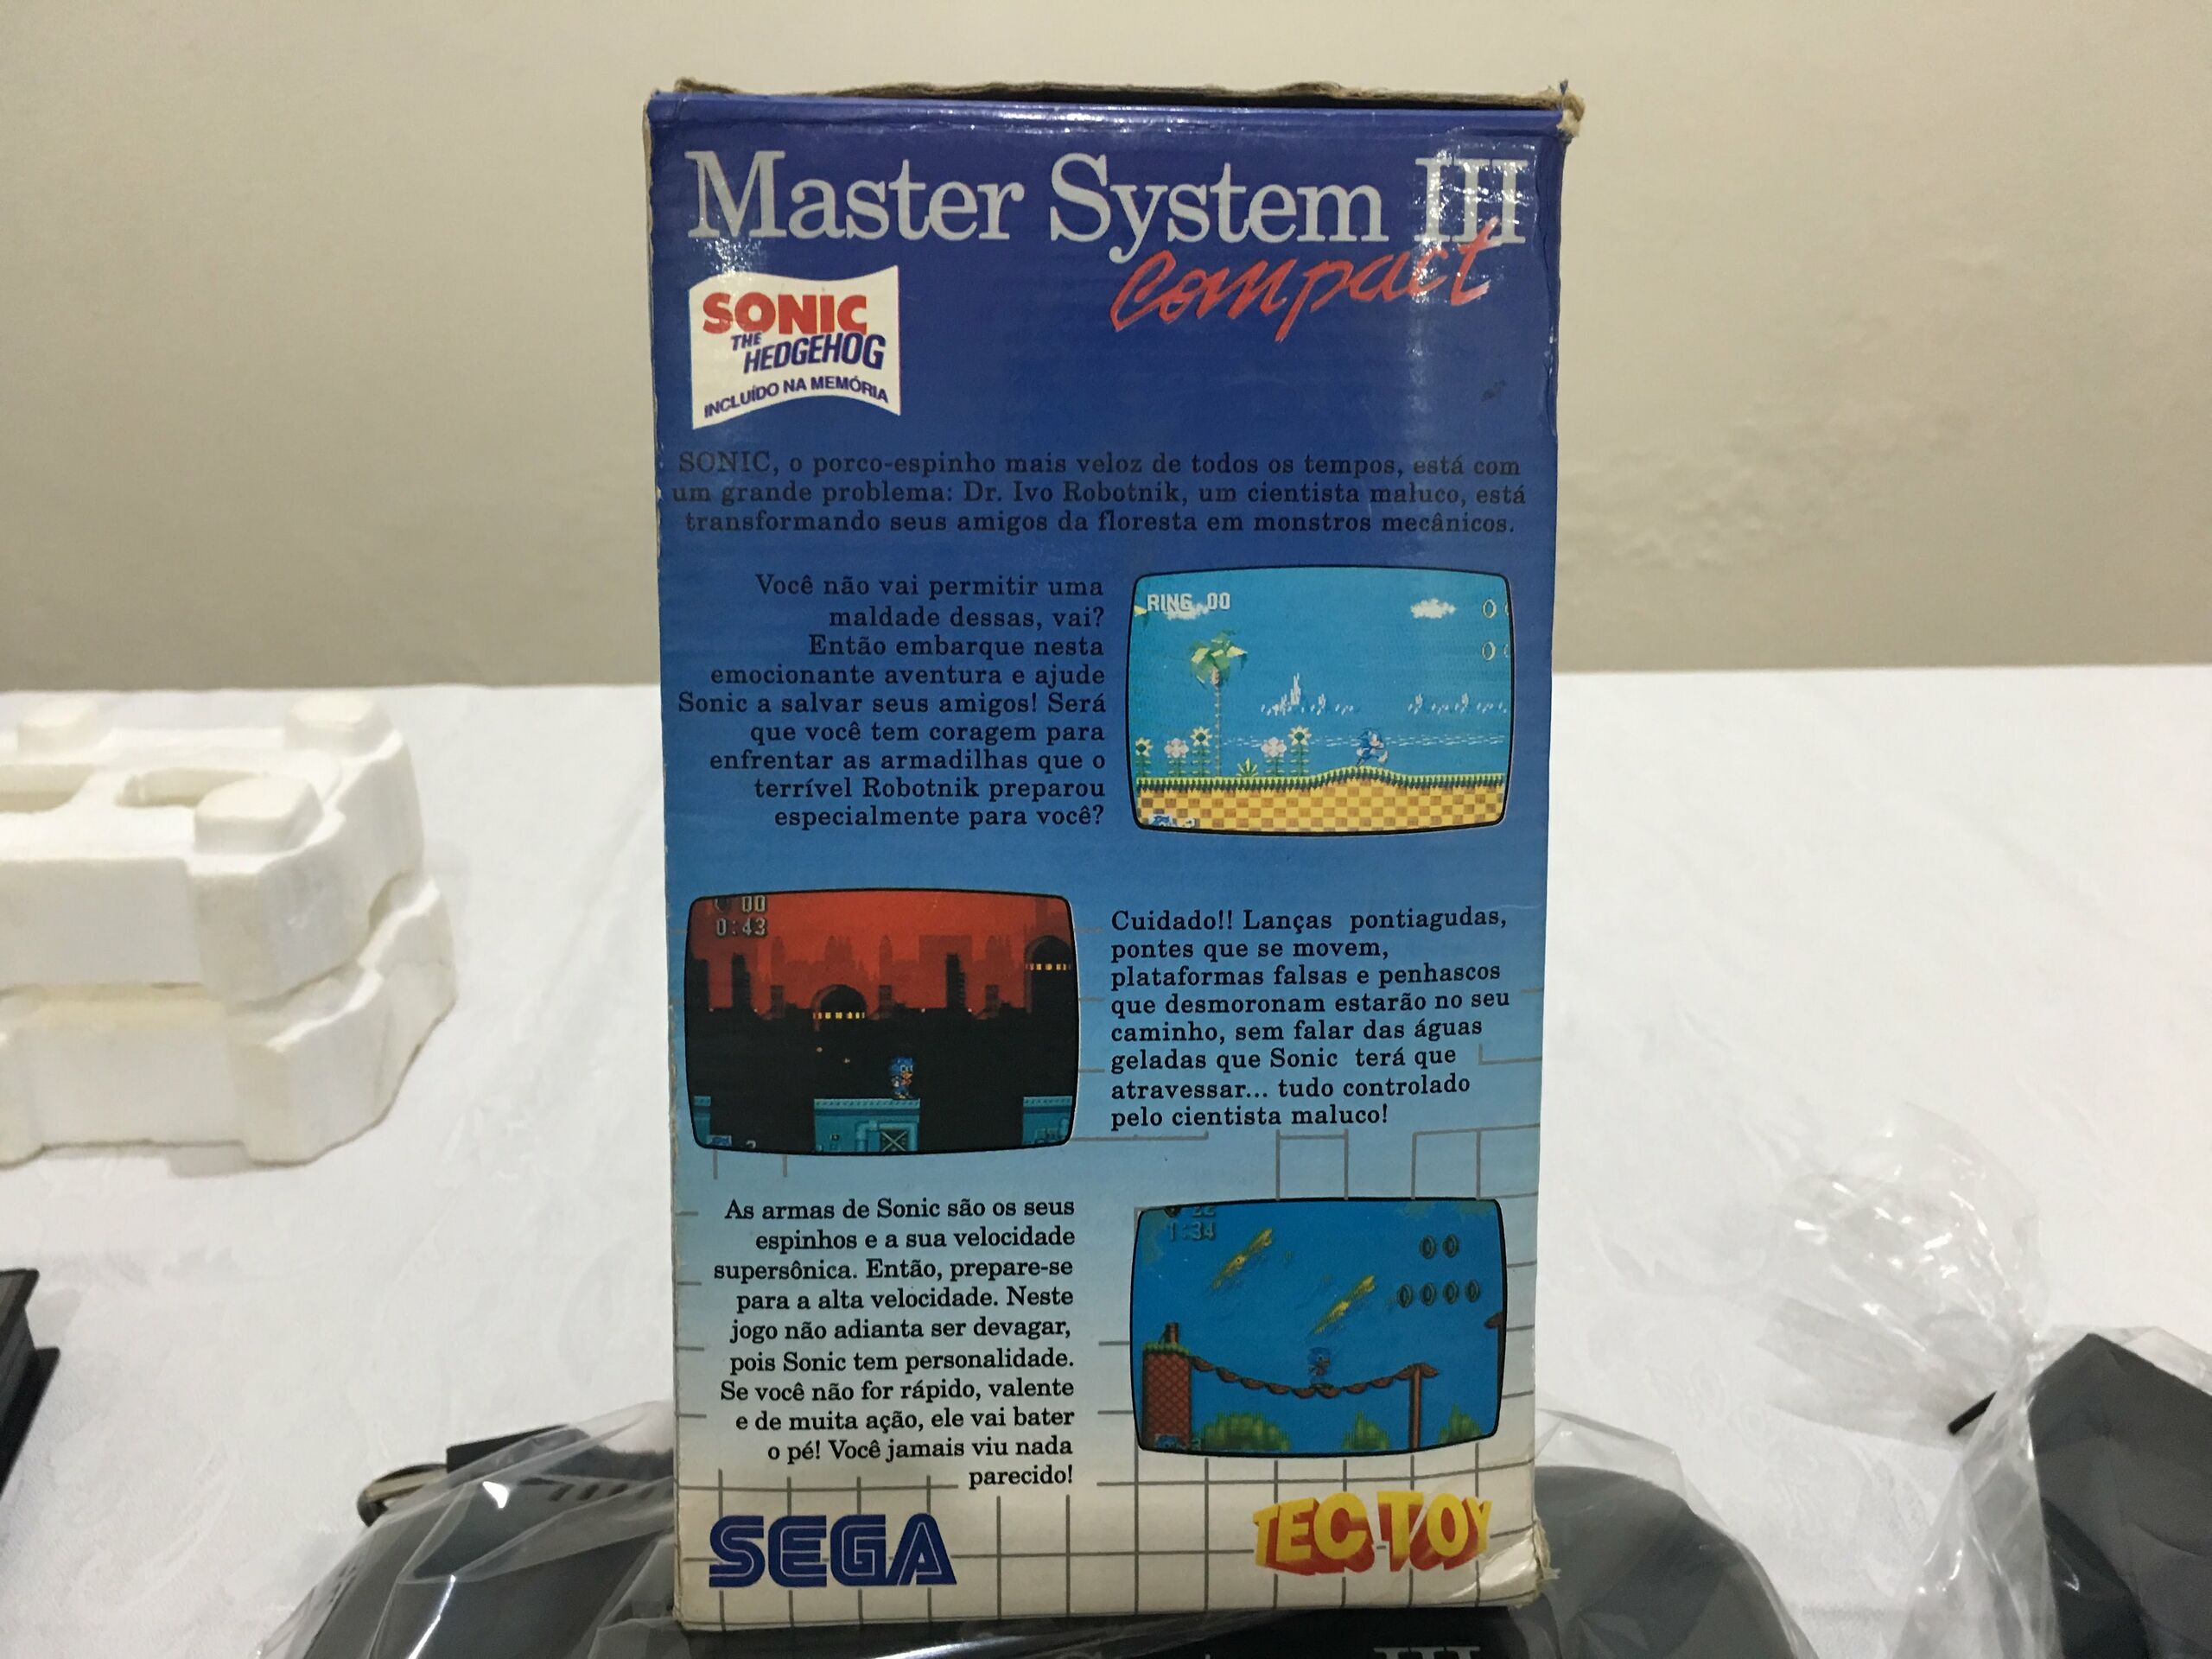 Master System III
Compact
SONIC
THE
HEDGEHOG
INCLUÍDO NA MEMÓRIA
SONIC, o porco-espinho mais veloz de todos os tempos, está com
um grande problema: Dr. Ivo Robotnik, um cientista maluco, está
transformando seus amigos da floresta em monstros mecânicos.
Você não vai permitir uma
maldade dessas, vai?
Então embarque nesta
emocionante aventura e ajude
Sonic a salvar seus amigos! Será
que você tem coragem para
enfrentar as armadilhas que o
terrível Robotnik preparou
especialmente para você?
RING 00
00
0:43
Cuidado!! Lanças pontiagudas,
pontes que se movem,
plataformas falsas e penhascos
que desmoronam estarão no seu
caminho, sem falar das águas
geladas que Sonic terá que
atravessar... tudo controlado
pelo cientista maluco!
As armas de Sonic são os seus
espinhos e a sua velocidade
supersônica. Então, prepare-se
para a alta velocidade. Neste
jogo não adianta ser devagar,
pois Sonic tem personalidade.
Se você não for rápido, valente
e de muita ação, ele vai bater
o pé! Você jamais viu nada
parecido!
1:34
SEGA
TEC TOY
III